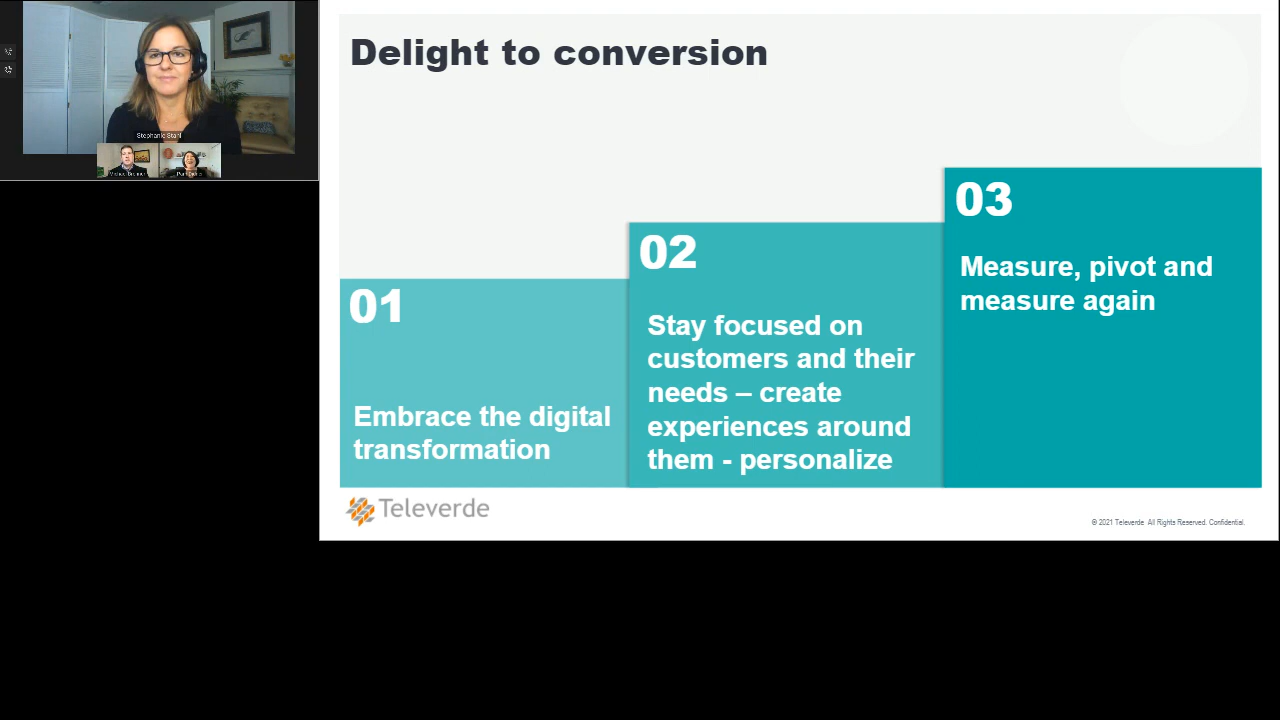 Delight to conversion
Stephanie Stahl
01
Embrace the digital
transformation
02
Stay focused on
customers and their
needs – create
experiences around
them - personalize
03
Measure, pivot and
measure again
Televerde
© 2021 Televerde All Rights Reserved. Confidential.